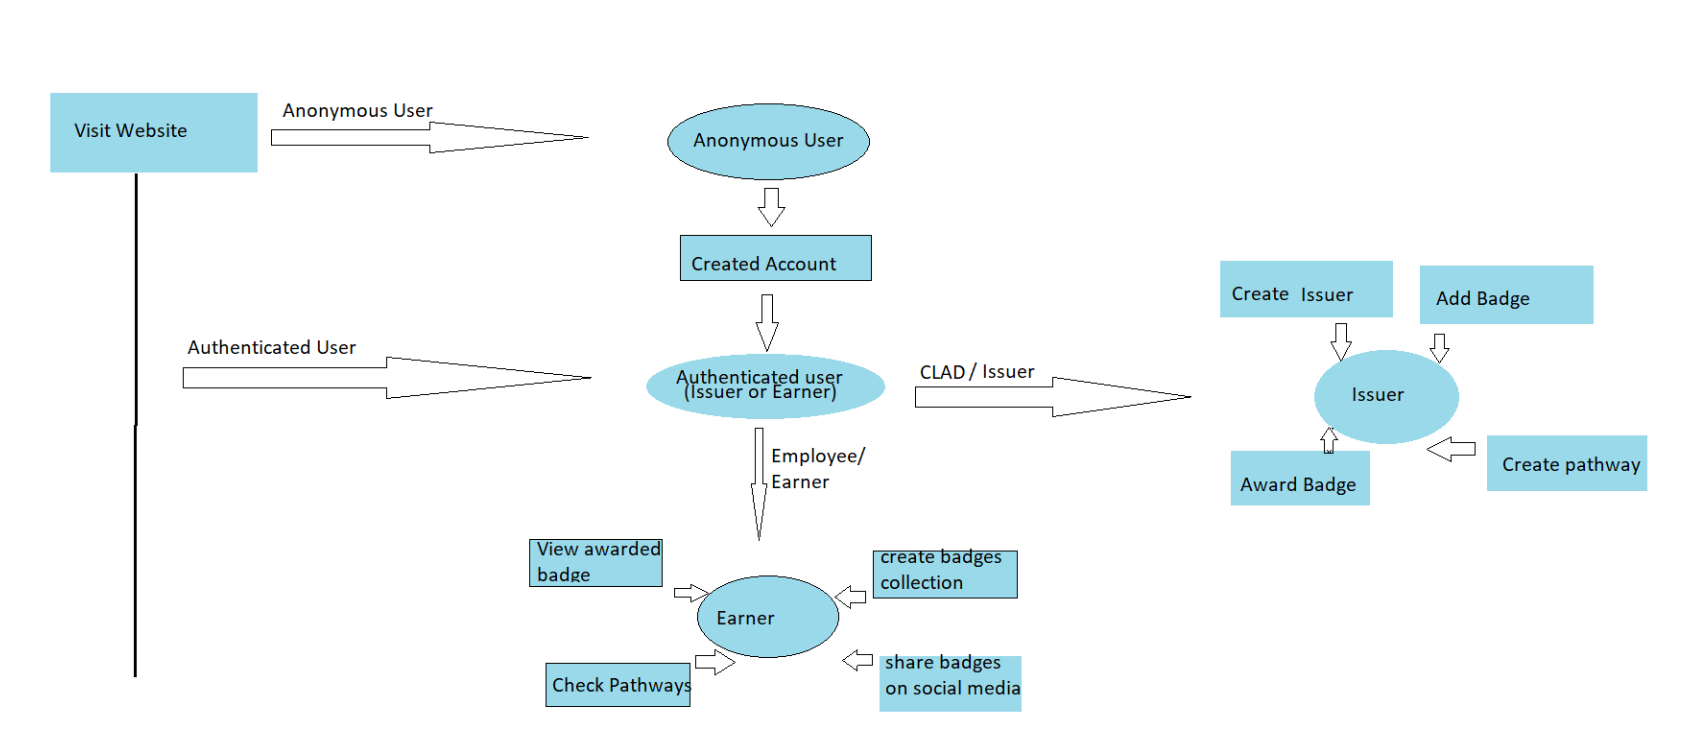 Anonymous User
Visit Website
Anonymous User
Created Account
Create Issuer
Add Badge
Authenticated User
Authenticated user
(Issuer or Earner)
CLAD / Issuer
Issuer
Employee/
Earner
Create pathway
Award Badge
View awarded
badge
create badges
collection
Earner
Check Pathways
share badges
on social media